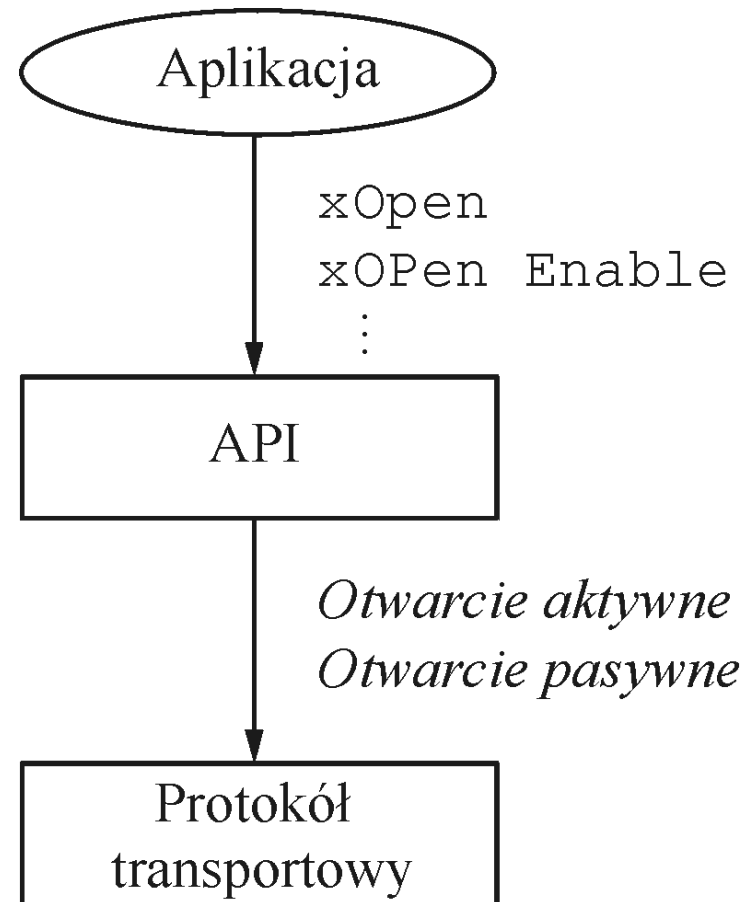 Aplikacja
xOpen
xOPen Enable
⋮
API
Otwarcie aktywne
Otwarcie pasywne
Protokół
transportowy